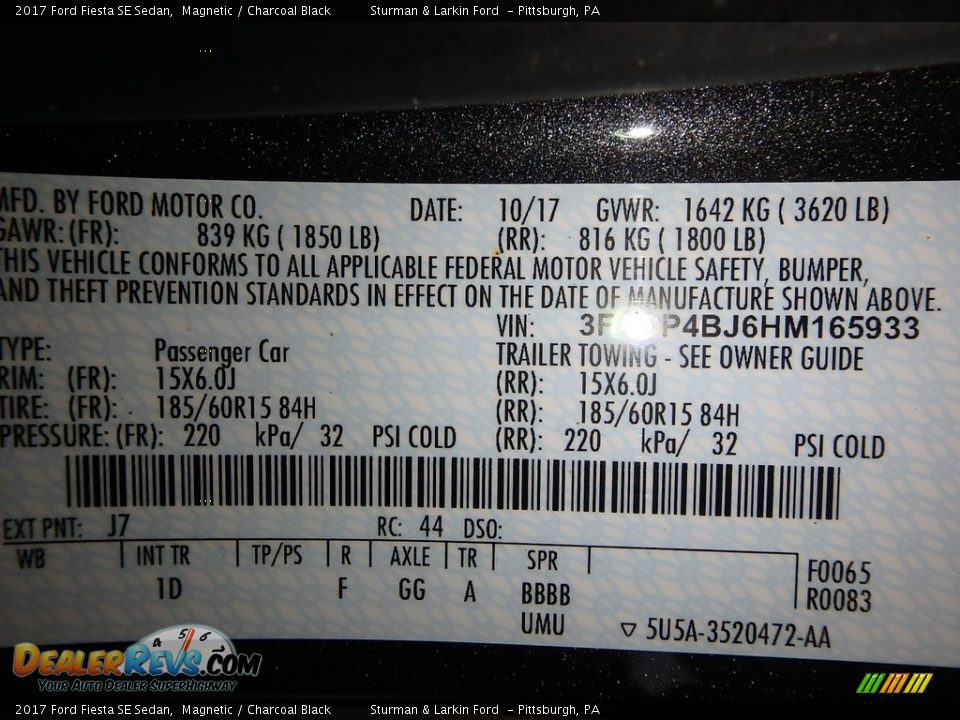 2017 Ford Fiesta SE Sedan, Magnetic / Charcoal Black Sturman & Larkin Ford - Pittsburgh, PA
MFD. BY FORD MOTOR CO. DATE: 10/17 GVWR: 1642 KG ( 3620 LB)
GAWR: (FR): 839 KG ( 1850 LB) (RR): 816 KG ( 1800 LB)
THIS VEHICLE CONFORMS TO ALL APPLICABLE FEDERAL MOTOR VEHICLE SAFETY, BUMPER,
AND THEFT PREVENTION STANDARDS IN EFFECT ON THE DATE OF MANUFACTURE SHOWN ABOVE.
VIN:
TYPE: Passenger Car TRAILER TOWING - SEE OWNER GUIDE
RIM: (FR): 15X6.0J (RR): 15X6.0J
TIRE: (FR): 185/60R15 84H (RR): 185/60R15 84H
PRESSURE: (FR): 220 kPa/ 32 PSI COLD (RR): 220 kPa/ 32 PSI COLD
EXT PNT: J7 RC: 44 DSO:
WB INT TR TP/PS R AXLE TR SPR F0065
1D F GG A BBBB R0083
UMU ▽ 5U5A-3520472-AA
4 5 6 7
DEALERREVS.COM
Your Auto Dealer SuperHighway
2017 Ford Fiesta SE Sedan, Magnetic / Charcoal Black Sturman & Larkin Ford - Pittsburgh, PA